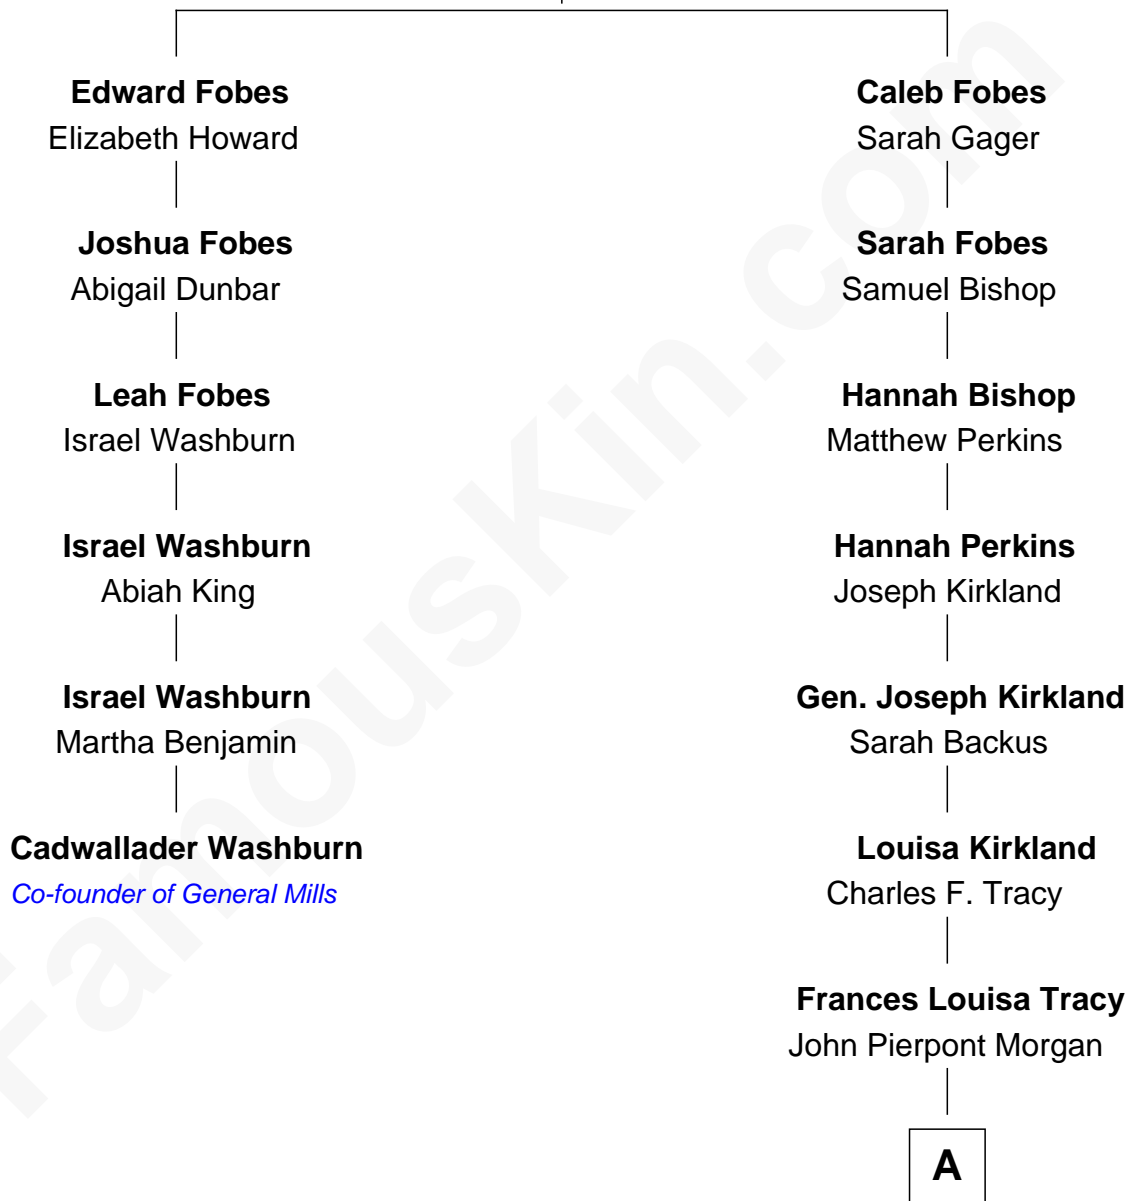 Edward Fobes
Elizabeth Howard
Joshua Fobes
Abigail Dunbar
Leah Fobes
Israel Washburn
Israel Washburn
Abiah King
Israel Washburn
Martha Benjamin
Cadwallader Washburn
Co-founder of General Mills
Caleb Fobes
Sarah Gager
Sarah Fobes
Samuel Bishop
Hannah Bishop
Matthew Perkins
Hannah Perkins
Joseph Kirkland
Gen. Joseph Kirkland
Sarah Backus
Louisa Kirkland
Charles F. Tracy
Frances Louisa Tracy
John Pierpont Morgan
A
FamousKin.com